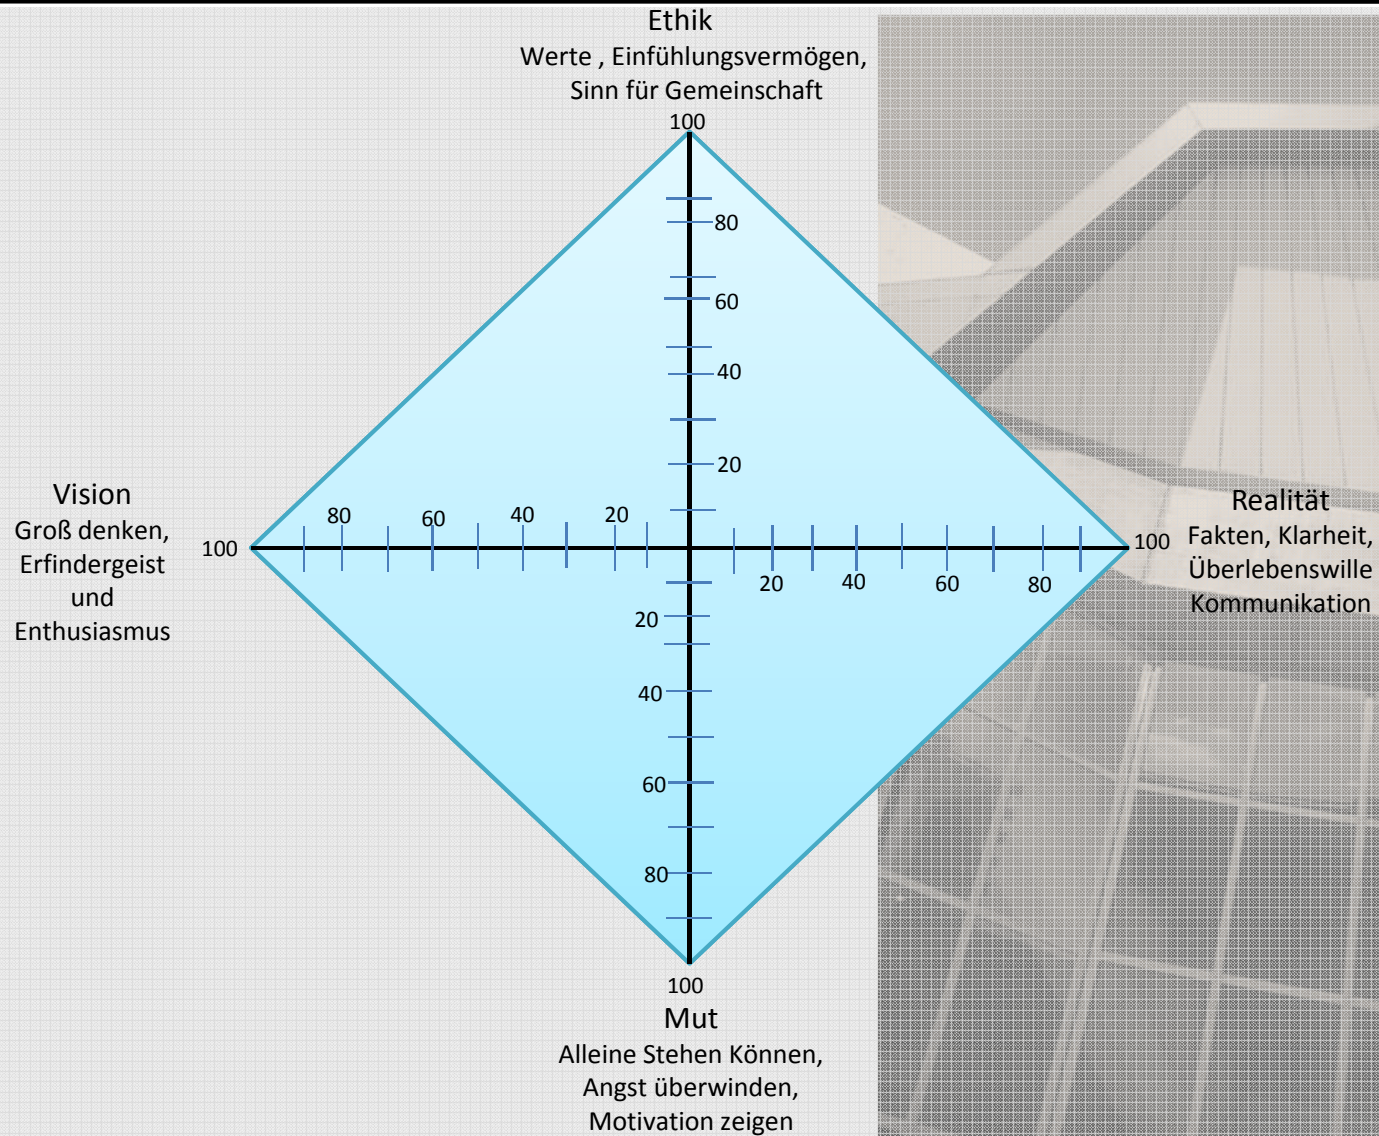 Ethik
Werte , Einfühlungsvermögen,
Sinn für Gemeinschaft
100
80
60
40
20
Vision
Groß denken,
Erfindergeist
und
Enthusiasmus
100
80 60 40 20
20 40 60 80
100
Realität
Fakten, Klarheit,
Überlebenswille
Kommunikation
20
40
60
80
100
Mut
Alleine Stehen Können,
Angst überwinden,
Motivation zeigen